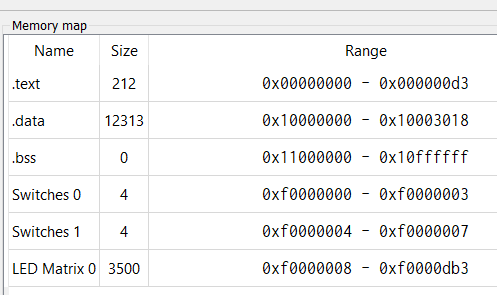 Memory map
Name Size Range
.text 212 0x00000000 - 0x000000d3
.data 12313 0x10000000 - 0x10003018
.bss 0 0x11000000 - 0x10ffffff
Switches 0 4 0xf0000000 - 0xf0000003
Switches 1 4 0xf0000004 - 0xf0000007
LED Matrix 0 3500 0xf0000008 - 0xf0000db3